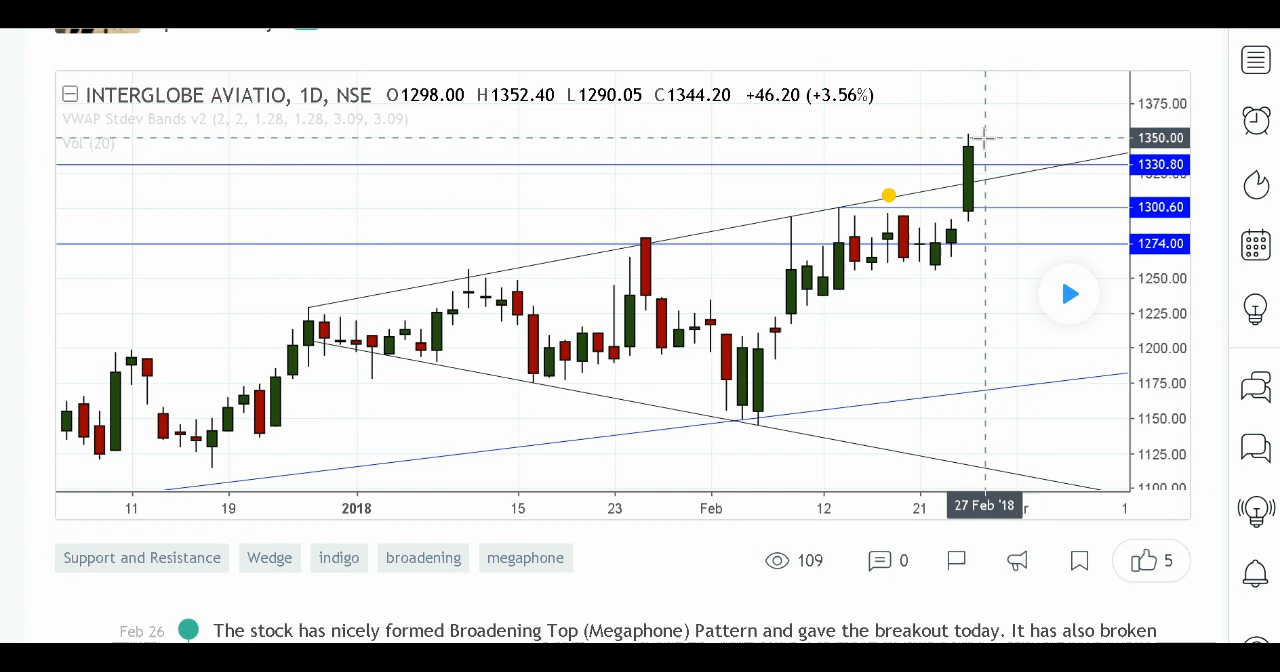 INTERGLOBE AVIATIO, 1D, NSE O1298.00 H1352.40 L1290.05 C1344.20 +46.20 (+3.56%)
VWAP Stdev Bands v2 (2, 2, 1.28, 1.28, 3.09, 3.09)
Vol (20)
1375.00
1350.00
1330.80
1325.00
1300.60
1274.00
1250.00
1225.00
1200.00
1175.00
1150.00
1125.00
1100.00
11 19 2018 15 23 Feb 12 21 27 Feb '18 r 1
Support and Resistance Wedge indigo broadening megaphone 109 0 5
Feb 26 The stock has nicely formed Broadening Top (Megaphone) Pattern and gave the breakout today. It has also broken